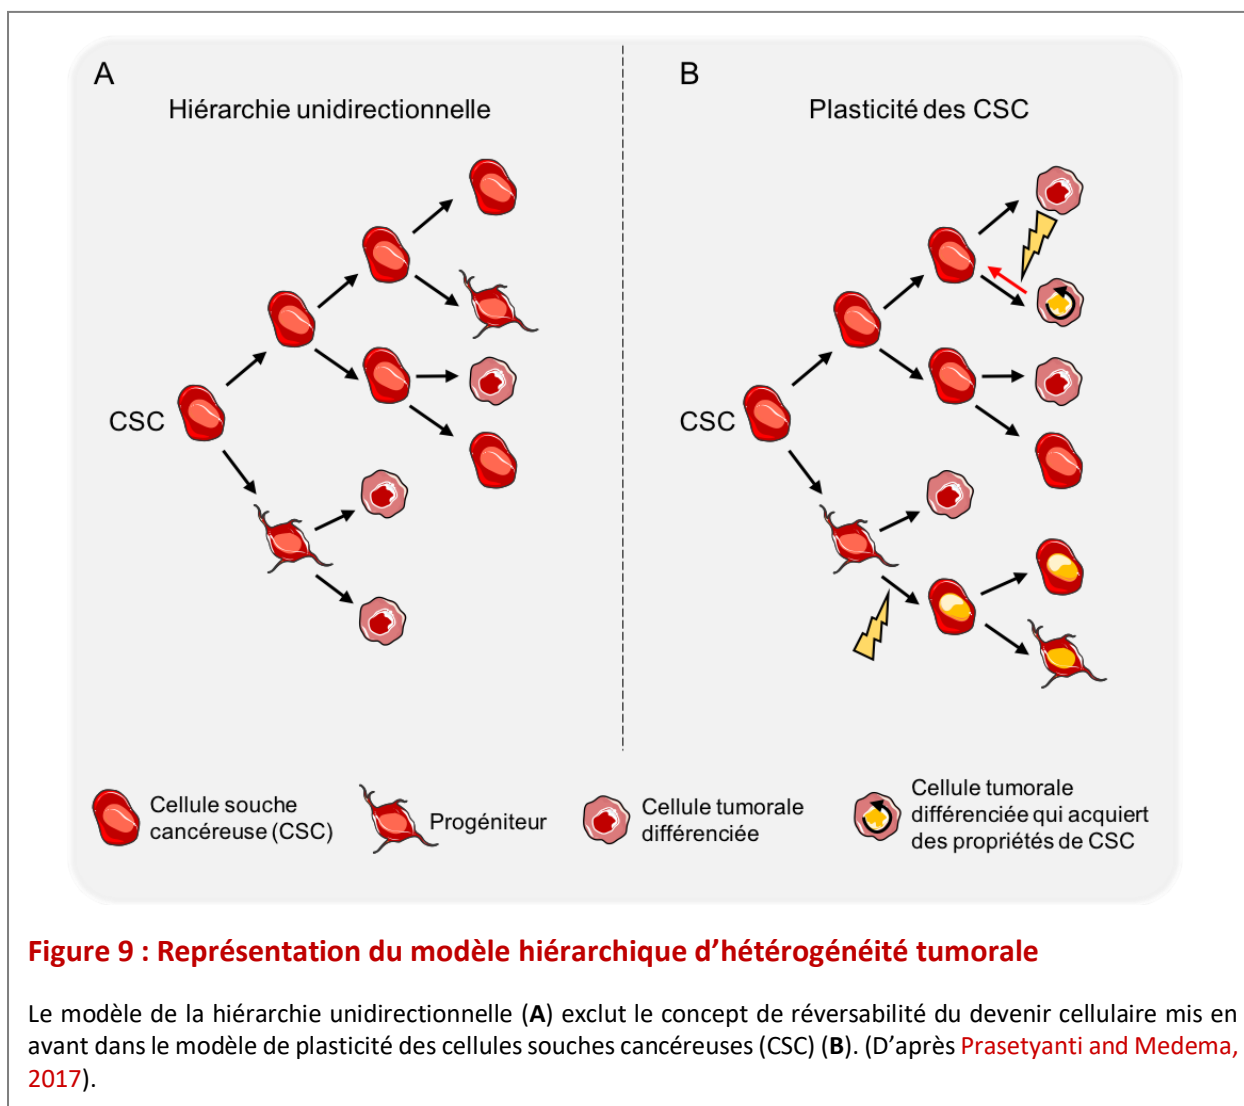 A
Hiérarchie unidirectionnelle
CSC
B
Plasticité des CSC
CSC
Cellule souche
cancéreuse (CSC)
Progéniteur
Cellule tumorale
différenciée
Cellule tumorale
différenciée qui acquiert
des propriétés de CSC
Figure 9 : Représentation du modèle hiérarchique d’hétérogénéité tumorale
Le modèle de la hiérarchie unidirectionnelle (A) exclut le concept de réversabilité du devenir cellulaire mis en
avant dans le modèle de plasticité des cellules souches cancéreuses (CSC) (B). (D’après Prasetyanti and Medema,
2017).